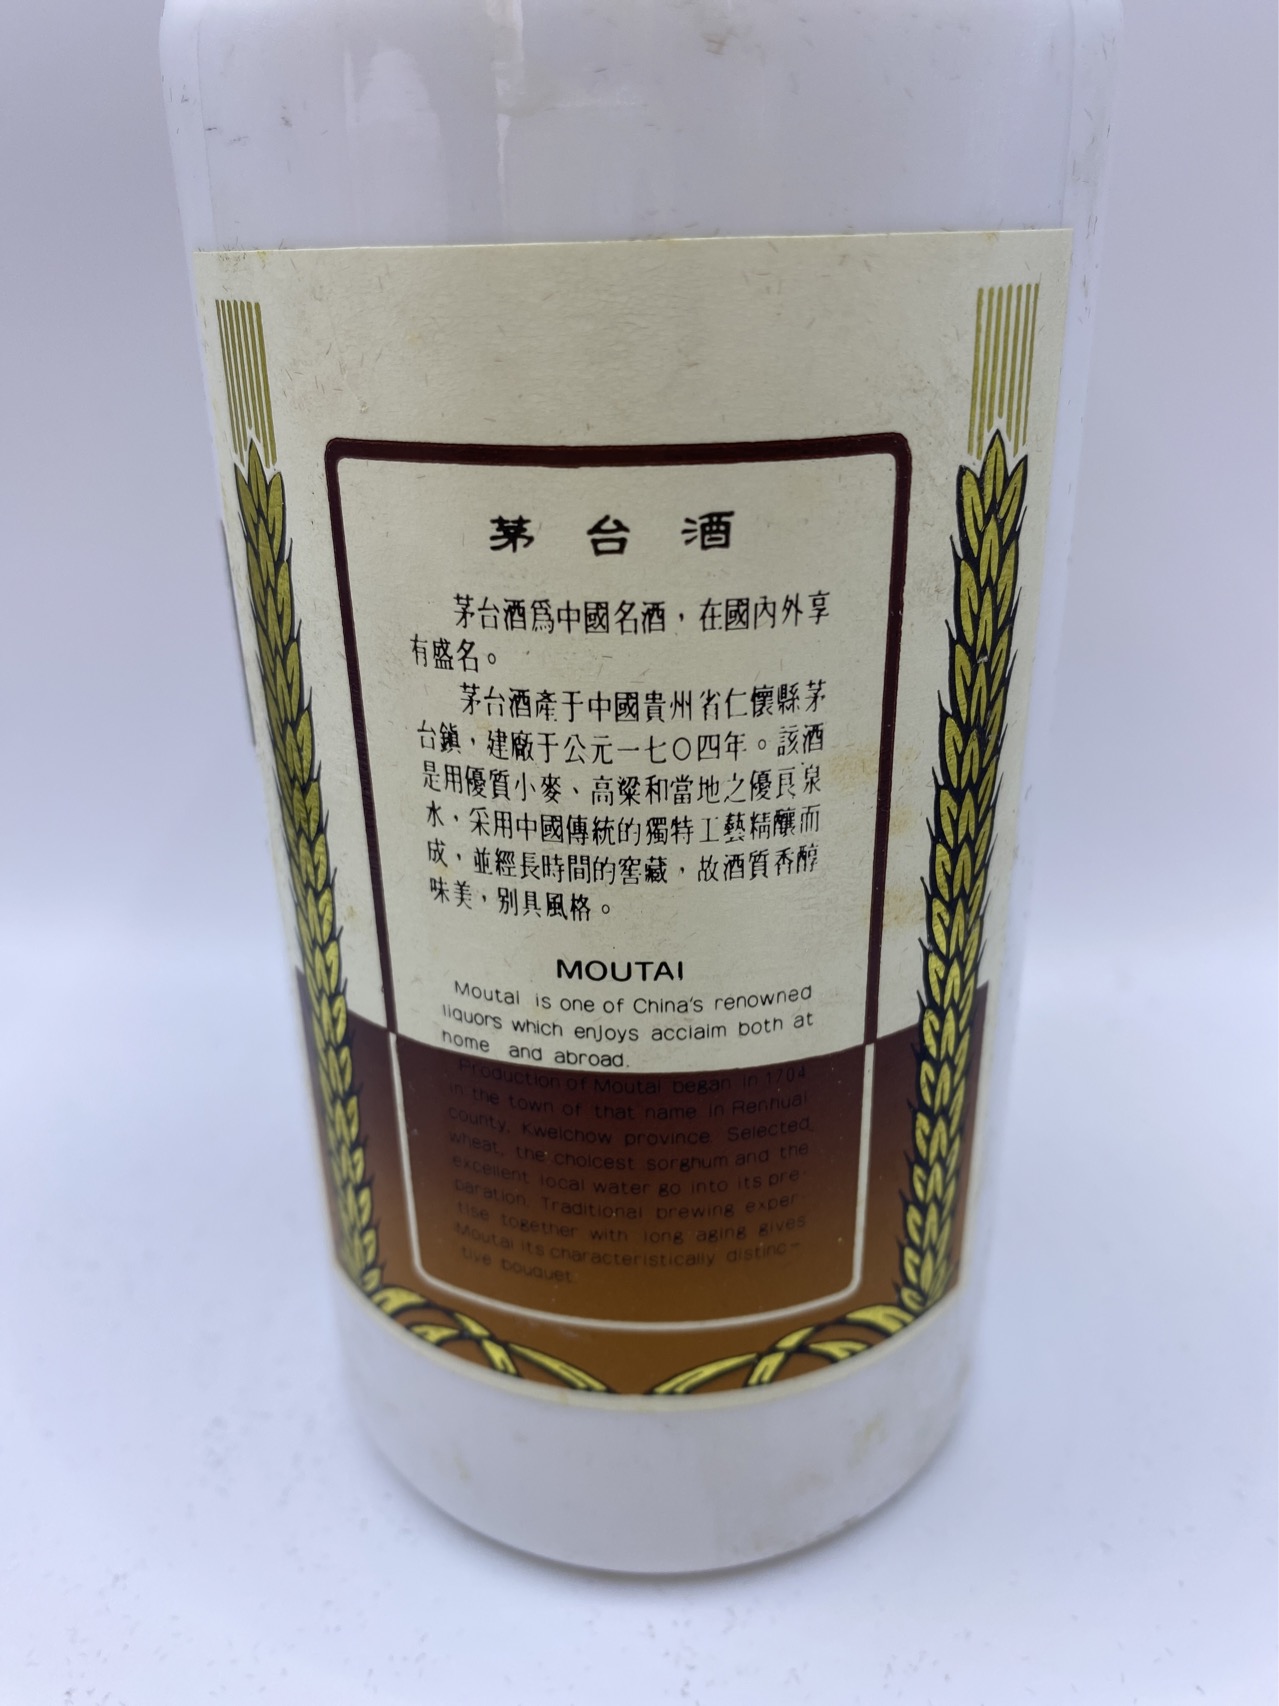 茅台酒
茅台酒爲中國名酒，在國內外享
有盛名。
茅台酒產于中國貴州省仁懷縣茅
台鎮，建廠于公元一七〇四年。該酒
是用優質小麥、高粱和當地之優良泉
水，采用中國傳統的獨特工藝精釀而
成，並經長時間的窖藏，故酒質香醇
味美，别具風格。
MOUTAI
Moutai is one of China's renowned
liquors which enjoys acclaim both at
home and abroad.
Production of Moutai began in 1704
in the town of that name in Renhuai
county, Kweichow province. Selected
wheat, the choicest sorghum and the
excellent local water go into its pre-
paration. Traditional brewing exper-
tise together with long aging gives
Moutai its characteristically distinc-
tive bouquet.